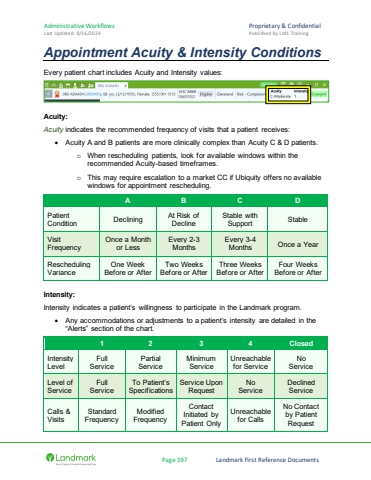 Administrative Workflows Proprietary & Confidential
Last Updated: 8/16/2024 Published by LMK Training
Appointment Acuity & Intensity Conditions
Every patient chart includes Acuity and Intensity values:
Acuity Intensity
Eligible Cleveland
Acuity:
Acuity indicates the recommended frequency of visits that a patient receives:
• Acuity A and B patients are more clinically complex than Acuity C & D patients.
o When rescheduling patients, look for available windows within the
recommended Acuity-based timeframes.
o This may require escalation to a market CC if Ubiquity offers no available
windows for appointment rescheduling.
A B C D
Patient Condition Declining At Risk of Decline Stable with Support Stable
Visit Frequency Once a Month or Less Every 2-3 Months Every 3-4 Months Once a Year
Rescheduling Variance One Week Before or After Two Weeks Before or After Three Weeks Before or After Four Weeks Before or After
Intensity:
Intensity indicates a patient's willingness to participate in the Landmark program.
• Any accommodations or adjustments to a patient's intensity are detailed in the
"Alerts" section of the chart.
1 2 3 4 Closed
Intensity Level Full Service Partial Service Minimum Service Unreachable for Service No Service
Level of Service Full Service To Patient's Specifications Service Upon Request No Service Declined Service
Calls & Visits Standard Frequency Modified Frequency Contact Initiated by Patient Only Unreachable for Calls No Contact by Patient Request
Landmark Page 197 Landmark First Reference Documents